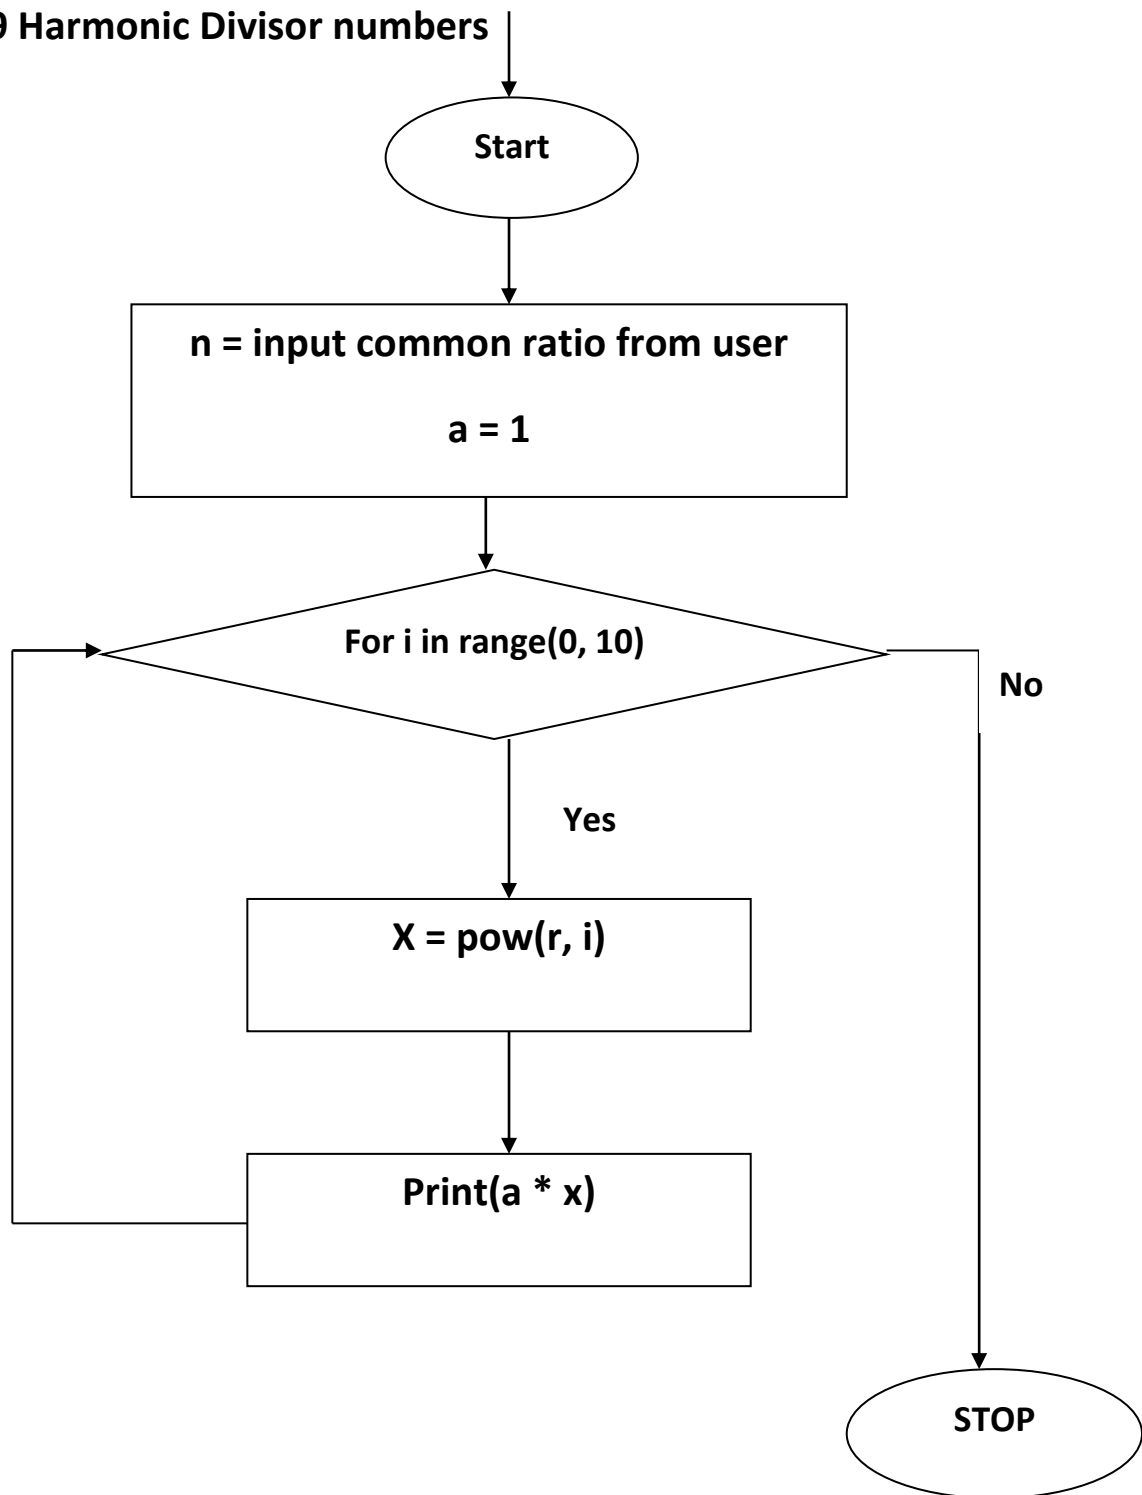 9 Harmonic Divisor numbers
Start
n = input common ratio from user
a = 1
For i in range(0, 10)
No
Yes
X = pow(r, i)
Print(a * x)
STOP